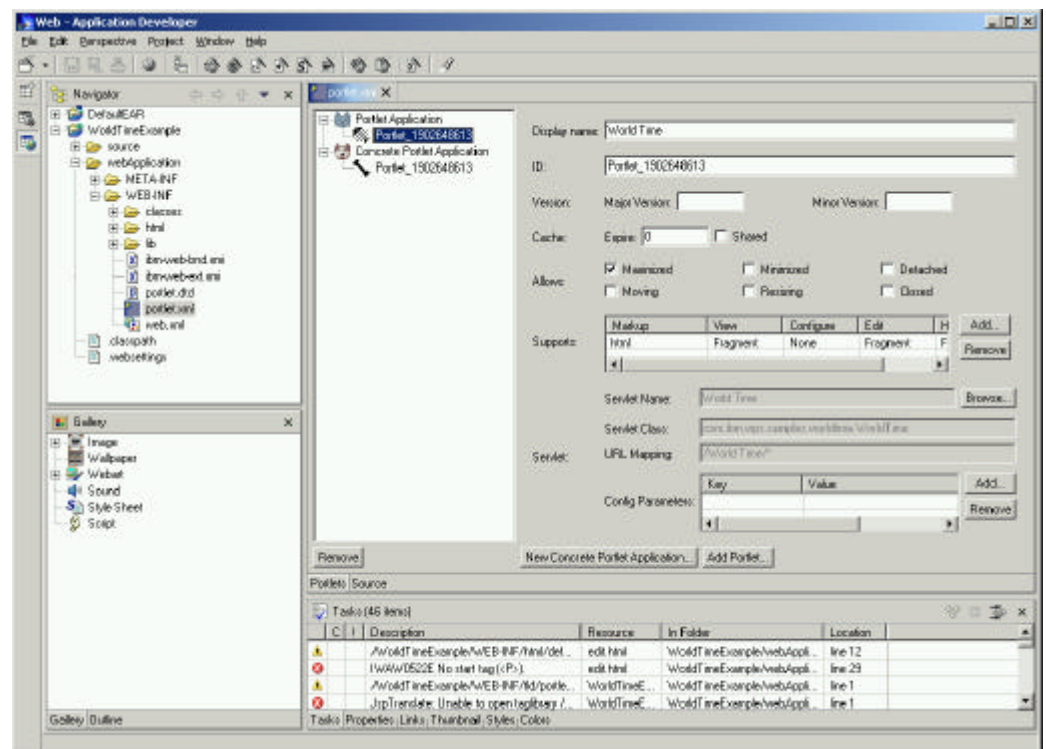 Web - Application Developer
File Edit Perspective Project Window Help
Navigator
DefaultEAR
WorldTimeExample
source
webApplication
META-INF
WEB-INF
classes
html
lib
ibm-web-bnd.xmi
ibm-web-ext.xmi
portlet.dtd
portlet.xml
web.xml
.classpath
.websettings
Gallery
Image
Wallpaper
Webart
Sound
Style Sheet
Script
Gallery Outline
portlet.xml
Portlet Application
Portlet_1902648613
Concrete Portlet Application
Portlet_1902648613
Remove
Display name: World Time
ID: Portlet_1902648613
Version: Major Version: Minor Version:
Cache: Expire: 0 Shared
Allows:
Maximized Minimized Detached
Moving Resizing Closed
Supports:
Markup View Configure Edit H
html Fragment None Fragment F
Add...
Remove
Servlet:
Servlet Name: World Time
Browse...
Servlet Class: com.ibm.wps.samples.worldtime.WorldTime
URL Mapping: /World Time/*
Config Parameters:
Key Value
Add...
Remove
New Concrete Portlet Application... Add Portlet...
Portlets Source
Tasks (46 items)
C ! Description Resource In Folder Location
/WorldTimeExample/WEB-INF/html/def... edit.html WorldTimeExample/webAppli... line 12
IWAW0522E No start tag (<P>). edit.html WorldTimeExample/webAppli... line 29
/WorldTimeExample/WEB-INF/tld/portle... WorldTimeE... WorldTimeExample/webAppli... line 1
JspTranslate: Unable to open taglibrary /... WorldTimeE... WorldTimeExample/webAppli... line 1
Tasks Properties Links Thumbnail Styles Colors